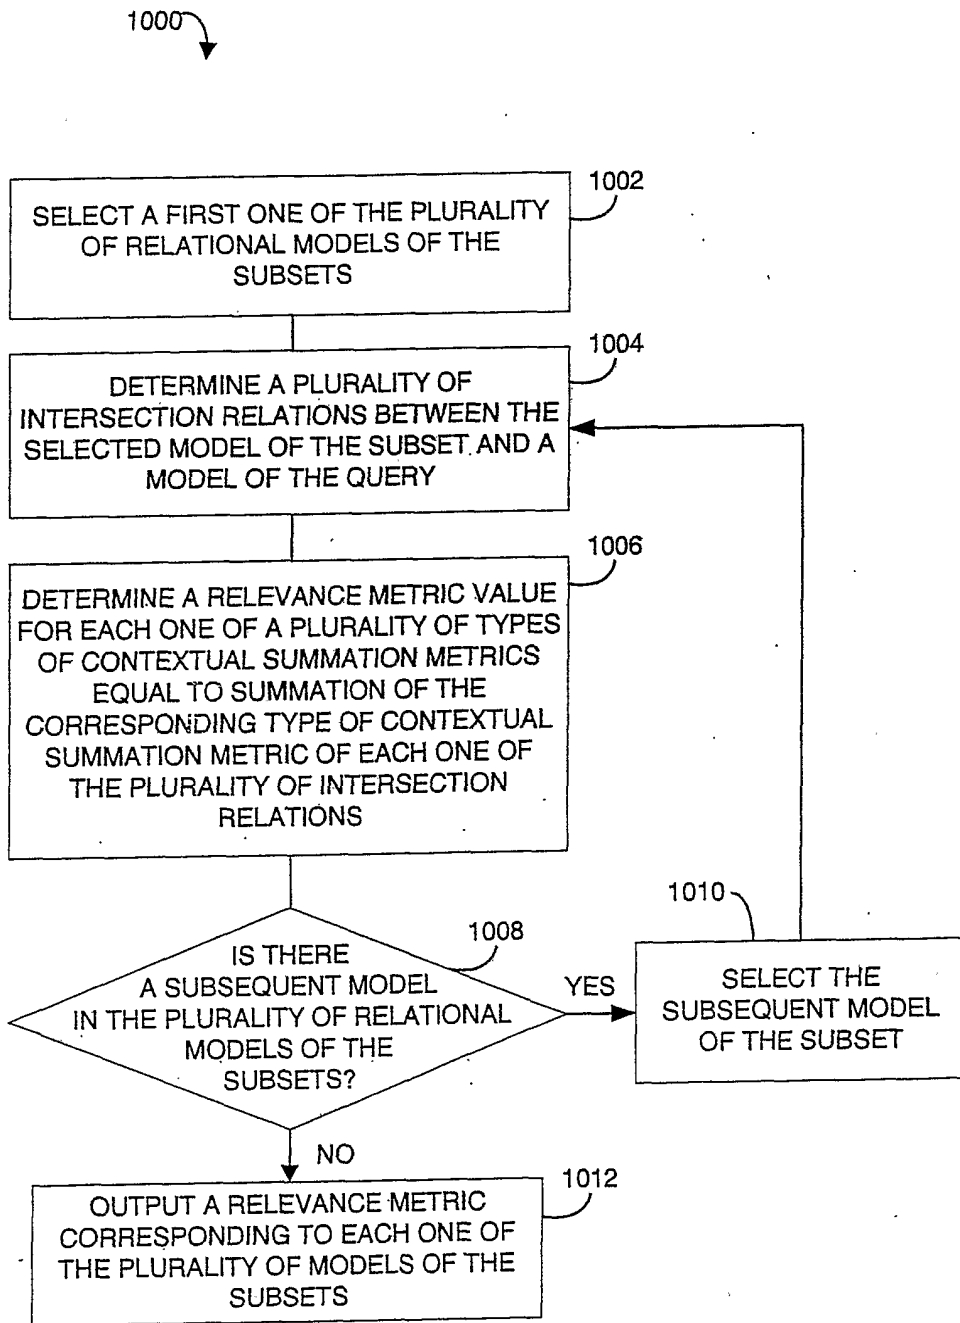 1000
1002
SELECT A FIRST ONE OF THE PLURALITY
OF RELATIONAL MODELS OF THE
SUBSETS
1004
DETERMINE A PLURALITY OF
INTERSECTION RELATIONS BETWEEN THE
SELECTED MODEL OF THE SUBSET AND A
MODEL OF THE QUERY
1006
DETERMINE A RELEVANCE METRIC VALUE
FOR EACH ONE OF A PLURALITY OF TYPES
OF CONTEXTUAL SUMMATION METRICS
EQUAL TO SUMMATION OF THE
CORRESPONDING TYPE OF CONTEXTUAL
SUMMATION METRIC OF EACH ONE OF
THE PLURALITY OF INTERSECTION
RELATIONS
1008
IS THERE
A SUBSEQUENT MODEL
IN THE PLURALITY OF RELATIONAL
MODELS OF THE
SUBSETS?
YES
1010
SELECT THE
SUBSEQUENT MODEL
OF THE SUBSET
NO
1012
OUTPUT A RELEVANCE METRIC
CORRESPONDING TO EACH ONE OF
THE PLURALITY OF MODELS OF THE
SUBSETS